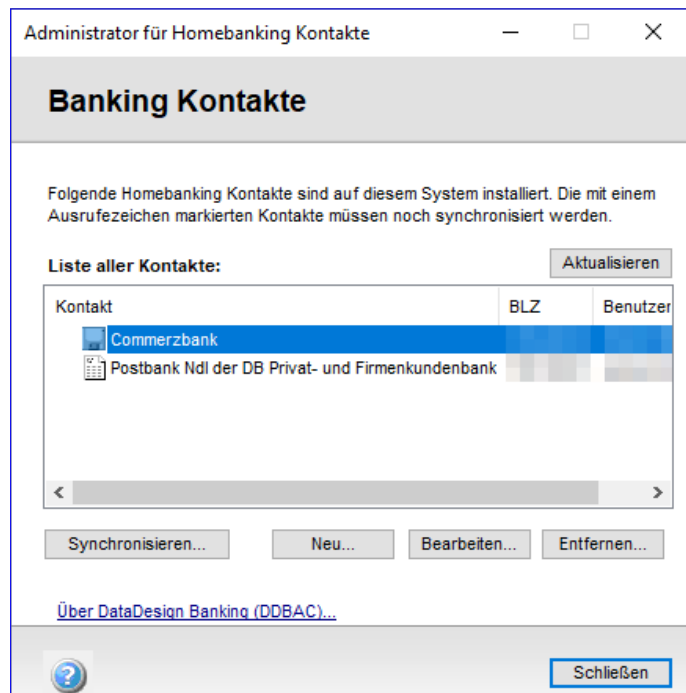 Administrator für Homebanking Kontakte
Banking Kontakte
Folgende Homebanking Kontakte sind auf diesem System installiert. Die mit einem
Ausrufezeichen markierten Kontakte müssen noch synchronisiert werden.
Liste aller Kontakte:
Aktualisieren
Kontakt BLZ Benutzer
Commerzbank
Postbank Ndl der DB Privat- und Firmenkundenbank
Synchronisieren... Neu... Bearbeiten... Entfernen...
Über DataDesign Banking (DDBAC)...
? Schließen